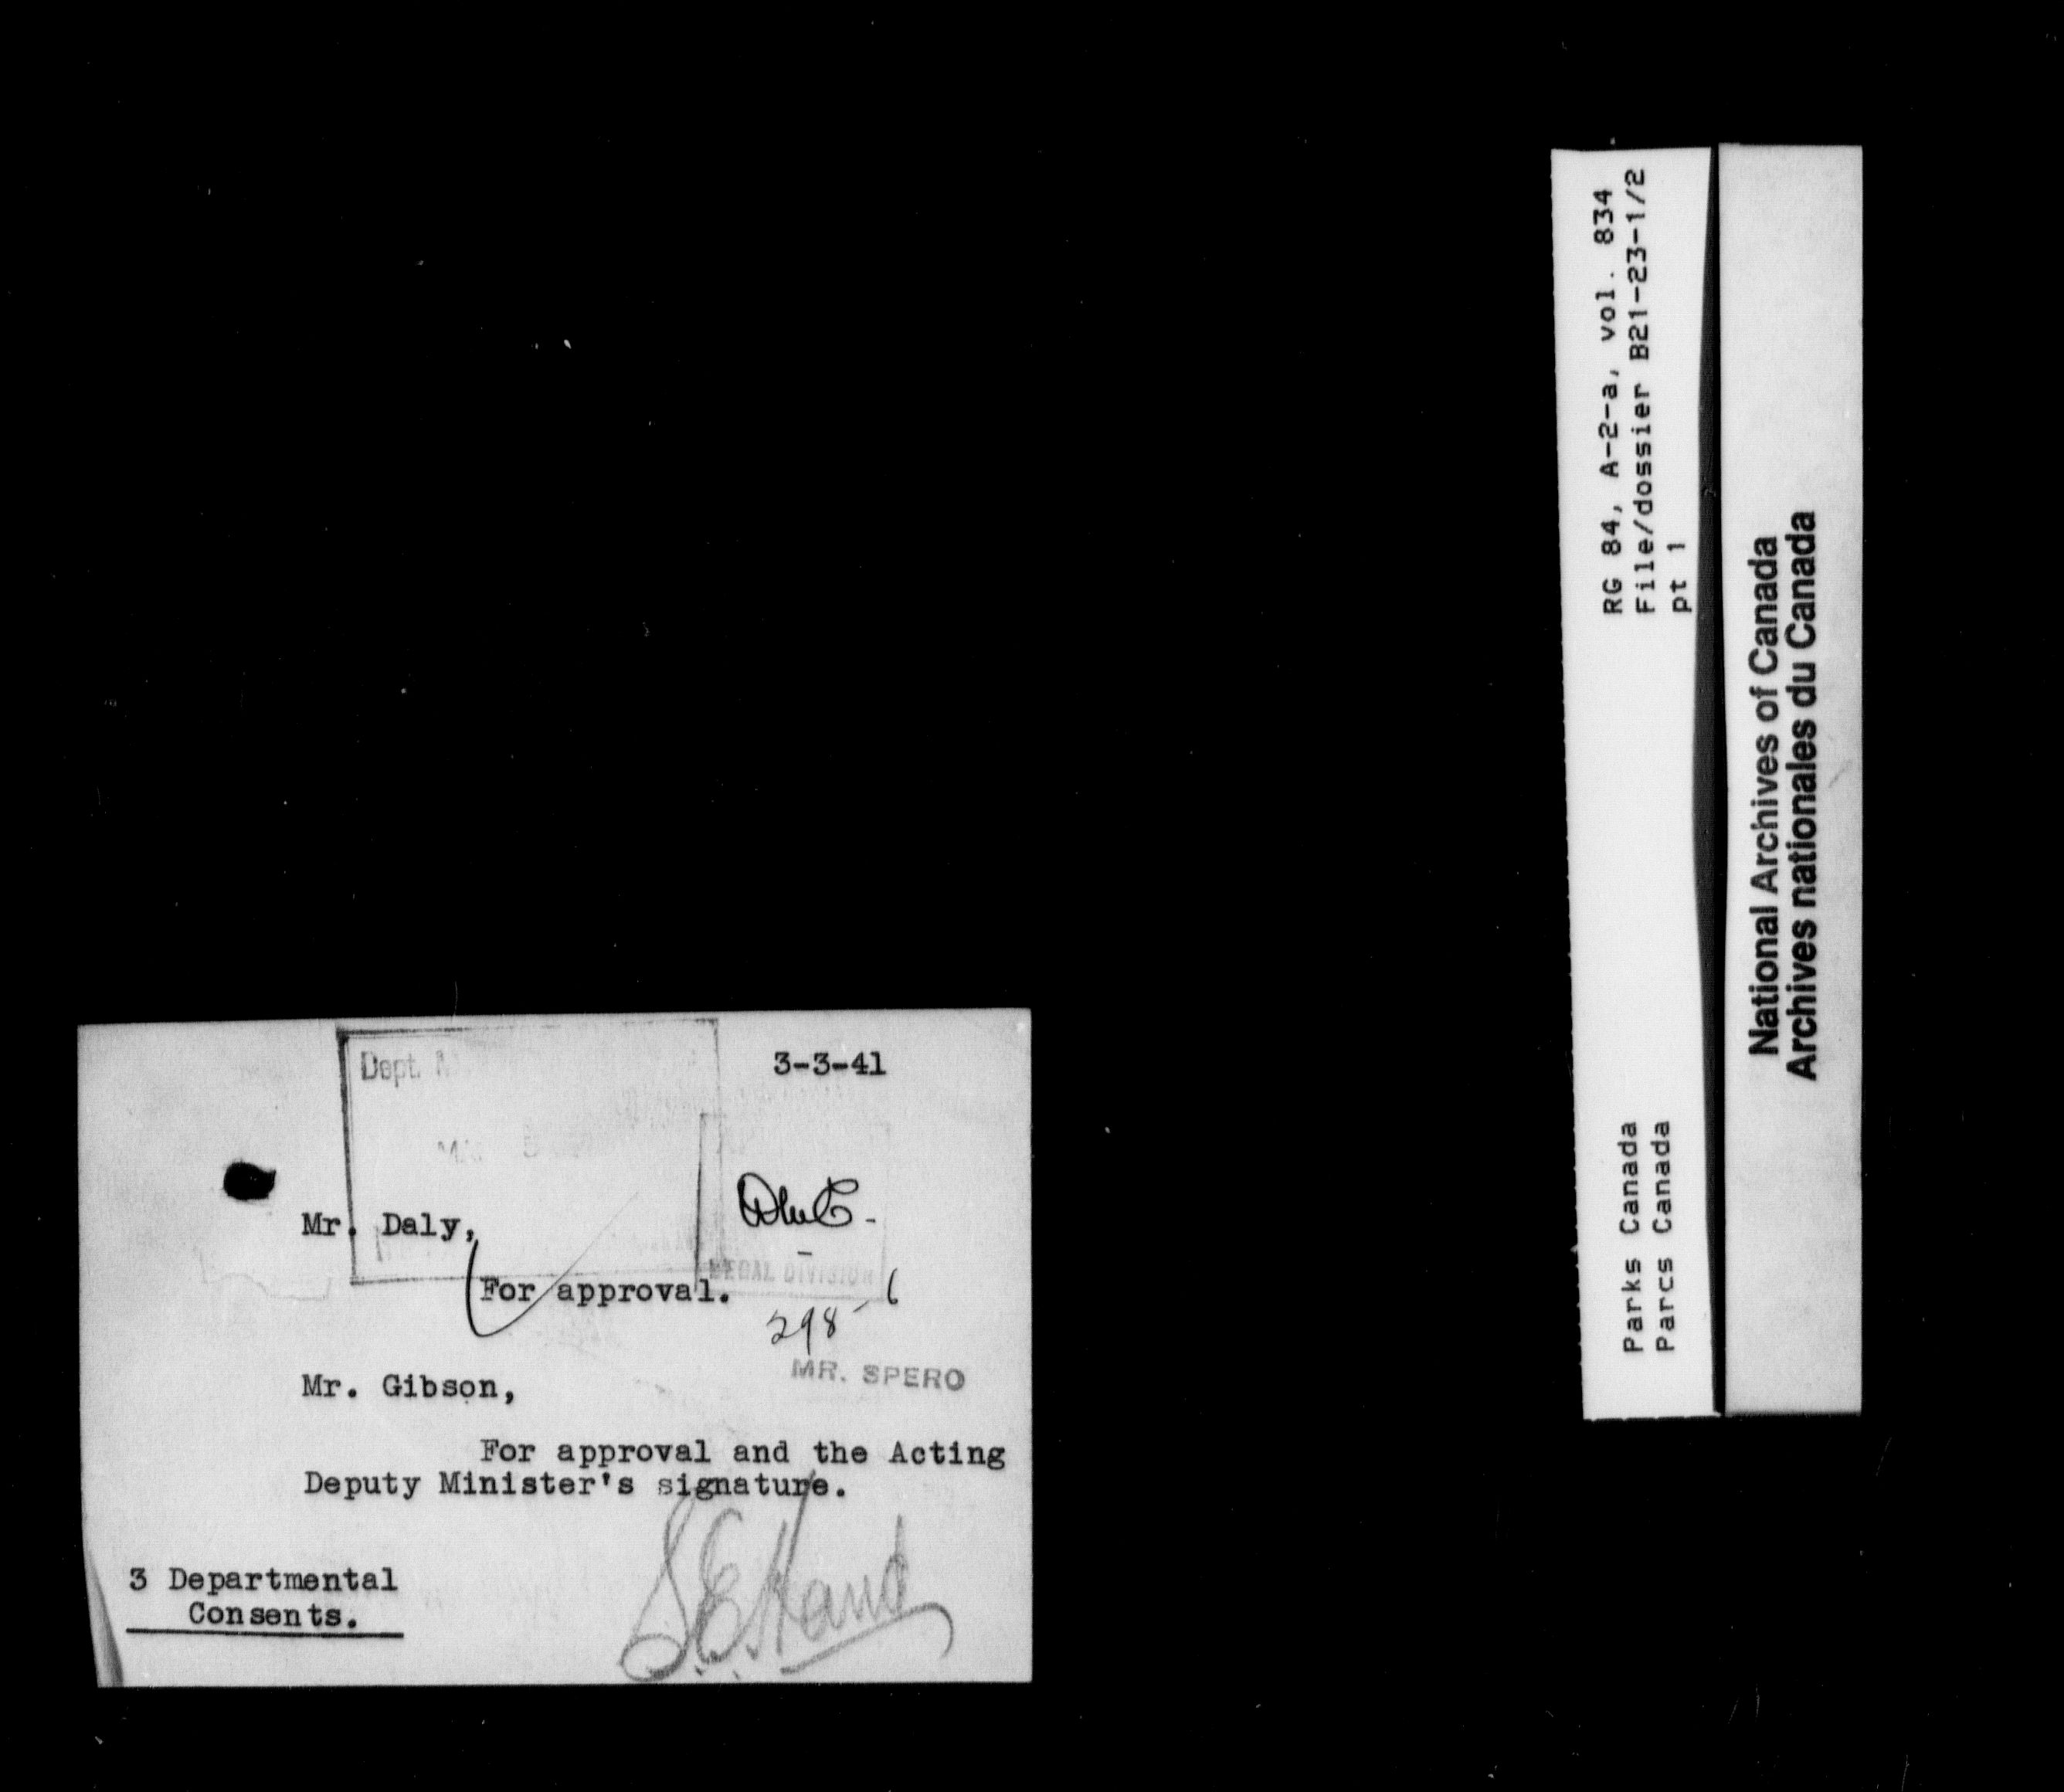 3-3-41
Dept.
Mr. Daly,
For approval.
LEGAL DIVISION
298
MR. SPERO
Mr. Gibson,
For approval and the Acting
Deputy Minister's signature.
S.E. Hand
3 Departmental
Consents.
RG 84, A-2-a, vol. 834
File/dossier B21-23-1/2
pt 1
Parks Canada
Parcs Canada
National Archives of Canada
Archives nationales du Canada